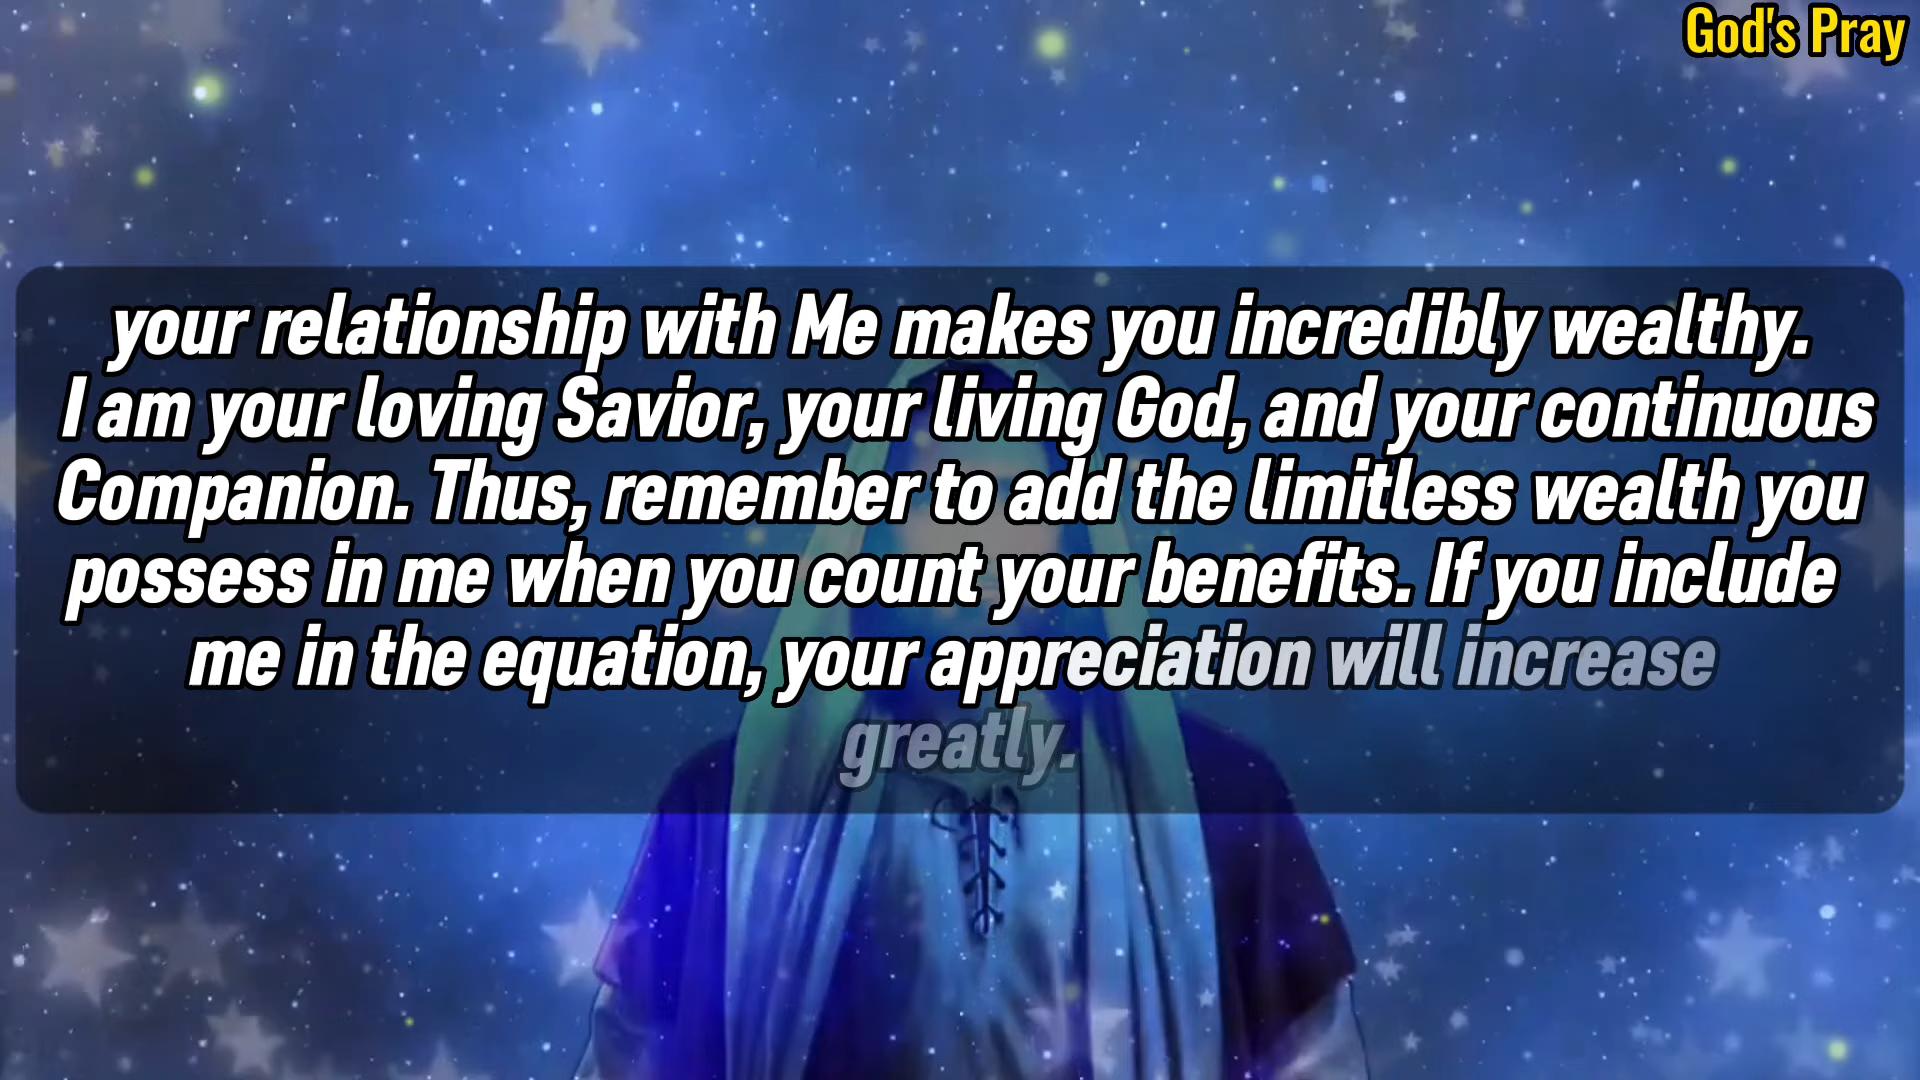 God's Pray
your relationship with Me makes you incredibly wealthy.
I am your loving Savior, your living God, and your continuous
Companion. Thus, remember to add the limitless wealth you
possess in me when you count your benefits. If you include
me in the equation, your appreciation will increase
greatly.